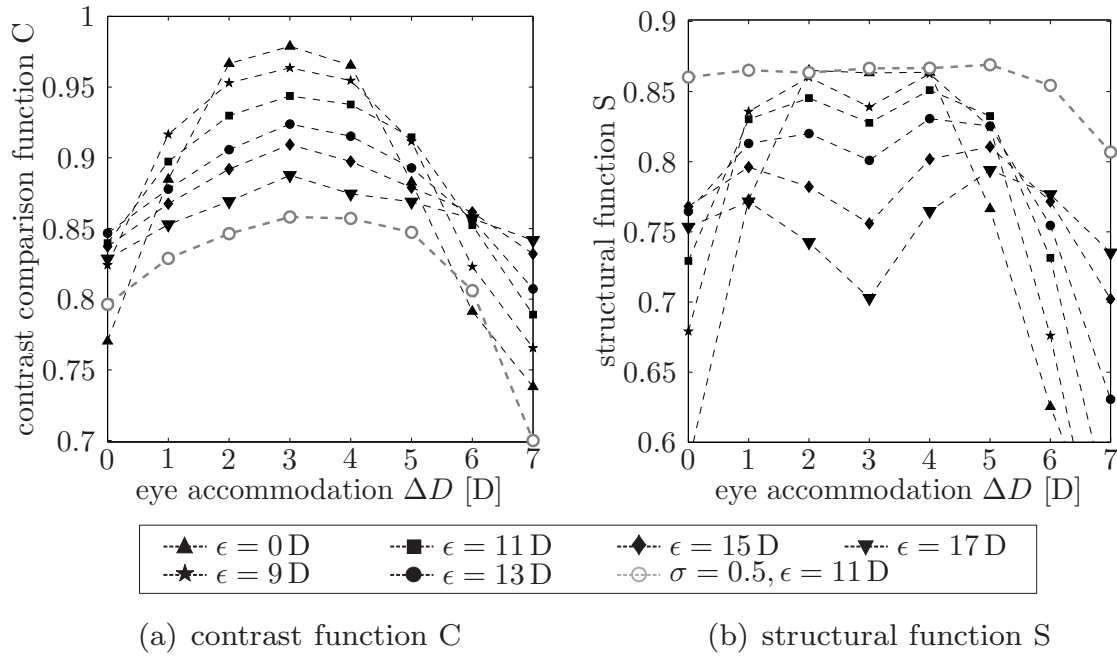 contrast comparison function C
1
0.95
0.9
0.85
0.8
0.75
0.7
0 1 2 3 4 5 6 7
eye accommodation ΔD [D]
structural function S
0.9
0.85
0.8
0.75
0.7
0.65
0.6
0 1 2 3 4 5 6 7
eye accommodation ΔD [D]
ϵ = 0 D ϵ = 11 D ϵ = 15 D ϵ = 17 D
ϵ = 9 D ϵ = 13 D σ = 0.5, ϵ = 11 D
(a) contrast function C (b) structural function S